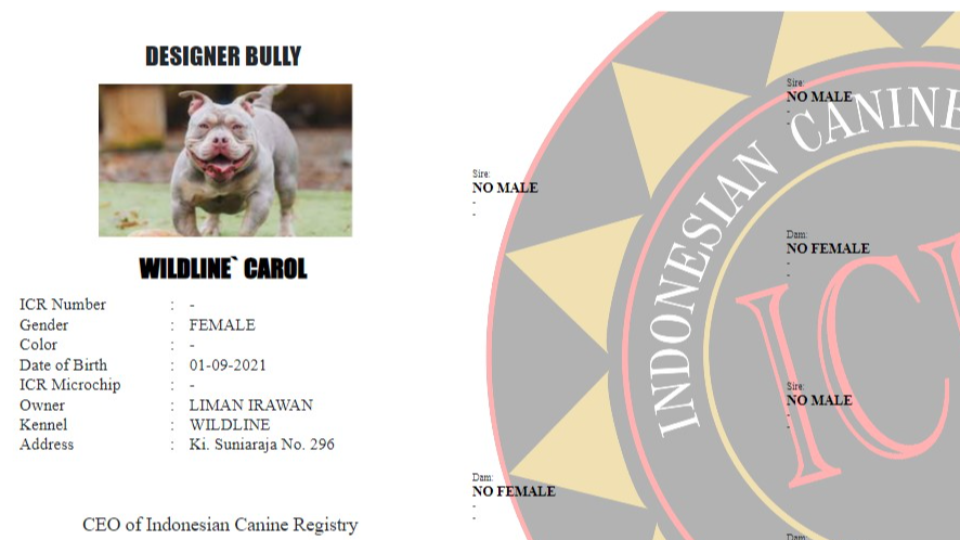 DESIGNER BULLY
WILDLINE` CAROL
ICR Number : -
Gender : FEMALE
Color : -
Date of Birth : 01-09-2021
ICR Microchip : -
Owner : LIMAN IRAWAN
Kennel : WILDLINE
Address : Ki. Suniaraja No. 296
CEO of Indonesian Canine Registry
Sire:
NO MALE
-
-
Dam:
NO FEMALE
-
-
Sire:
NO MALE
-
-
Dam:
NO FEMALE
-
-
Sire:
NO MALE
-
-
Dam:
INDONESIAN CANINE
IC